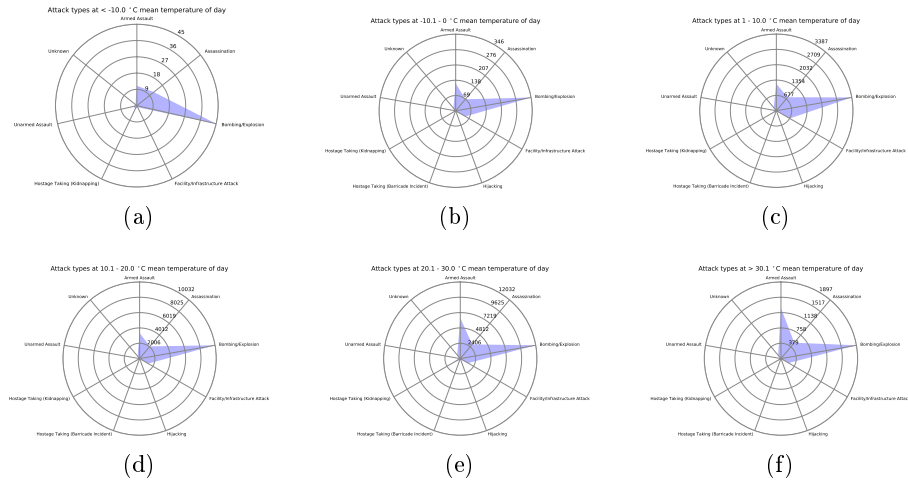 Attack types at < -10.0 °C mean temperature of day
Armed Assault
45
36
27
18
9
Unknown
Assassination
Unarmed Assault
Bombing/Explosion
Hostage Taking (Kidnapping)
Facility/Infrastructure Attack
(a)
Attack types at -10.1 - 0 °C mean temperature of day
Armed Assault
346
276
207
138
69
Unknown
Assassination
Unarmed Assault
Bombing/Explosion
Hostage Taking (Kidnapping)
Facility/Infrastructure Attack
Hostage Taking (Barricade Incident)
Hijacking
(b)
Attack types at 1 - 10.0 °C mean temperature of day
Armed Assault
3387
2709
2032
1354
677
Unknown
Assassination
Unarmed Assault
Bombing/Explosion
Hostage Taking (Kidnapping)
Facility/Infrastructure Attack
Hostage Taking (Barricade Incident)
Hijacking
(c)
Attack types at 10.1 - 20.0 °C mean temperature of day
Armed Assault
10032
8025
6019
4012
2006
Unknown
Assassination
Unarmed Assault
Bombing/Explosion
Hostage Taking (Kidnapping)
Facility/Infrastructure Attack
Hostage Taking (Barricade Incident)
Hijacking
(d)
Attack types at 20.1 - 30.0 °C mean temperature of day
Armed Assault
12032
9625
7219
4812
2406
Unknown
Assassination
Unarmed Assault
Bombing/Explosion
Hostage Taking (Kidnapping)
Facility/Infrastructure Attack
Hostage Taking (Barricade Incident)
Hijacking
(e)
Attack types at > 30.1 °C mean temperature of day
Armed Assault
1897
1517
1138
758
379
Unknown
Assassination
Unarmed Assault
Bombing/Explosion
Hostage Taking (Kidnapping)
Facility/Infrastructure Attack
Hostage Taking (Barricade Incident)
Hijacking
(f)